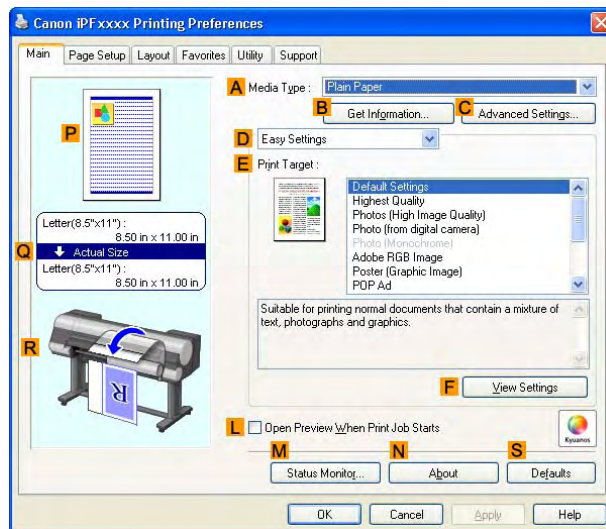 Canon iPFxxxx Printing Preferences
Main Page Setup Layout Favorites Utility Support
A Media Type : Plain Paper
B Get Information... C Advanced Settings...
D Easy Settings
E Print Target :
Default Settings
Highest Quality
Photos (High Image Quality)
Photo (from digital camera)
Photo (Monochrome)
Adobe RGB Image
Poster (Graphic Image)
POP Ad
Suitable for printing normal documents that contain a mixture of
text, photographs and graphics.
F View Settings
P
Letter(8.5"x11") :
8.50 in x 11.00 in
Q Actual Size
Letter(8.5"x11") :
8.50 in x 11.00 in
R
R
L Open Preview When Print Job Starts
Kyuanos
M N S
Status Monitor... About Defaults
OK Cancel Apply Help